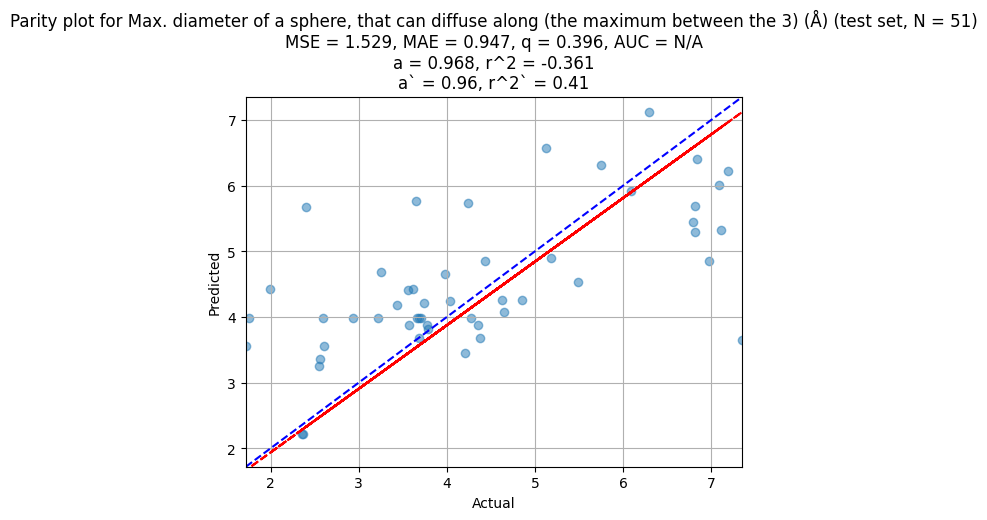 Parity plot for Max. diameter of a sphere, that can diffuse along (the maximum between the 3) (Å) (test set, N = 51)
MSE = 1.529, MAE = 0.947, q = 0.396, AUC = N/A
a = 0.968, r^2 = -0.361
a` = 0.96, r^2` = 0.41
7
6
5
4
3
2
Predicted
2 3 4 5 6 7
Actual